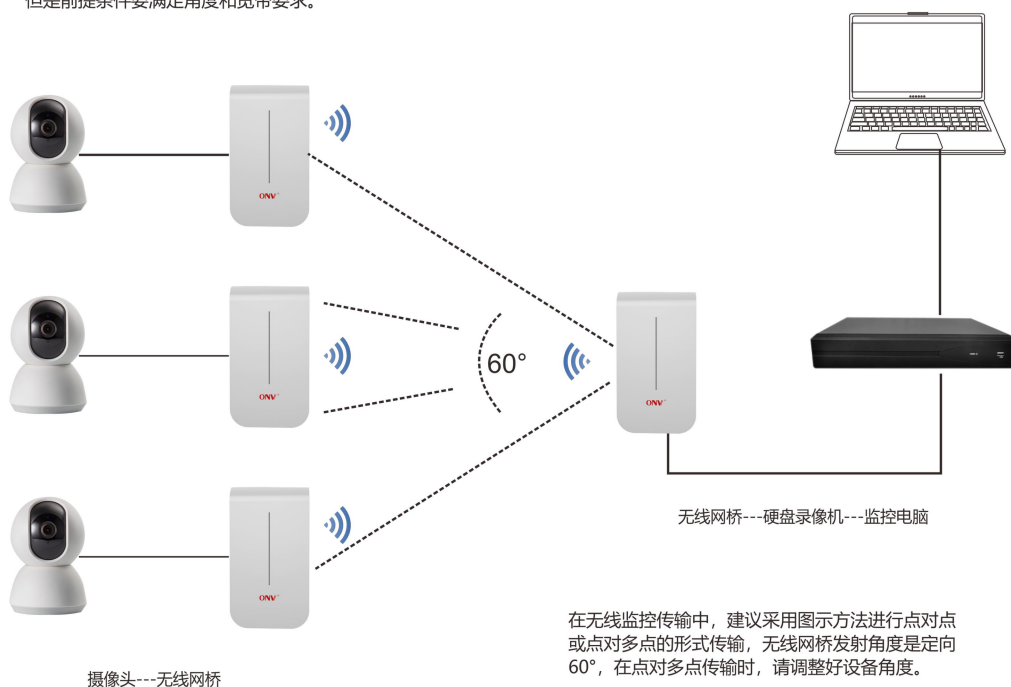 但是前提条件要满足角度和宽带要求。
ONV
ONV
60°
ONV
ONV
无线网桥---硬盘录像机---监控电脑
在无线监控传输中，建议采用图示方法进行点对点
或点对多点的形式传输，无线网桥发射角度是定向
60°，在点对多点传输时，请调整好设备角度。
摄像头---无线网桥